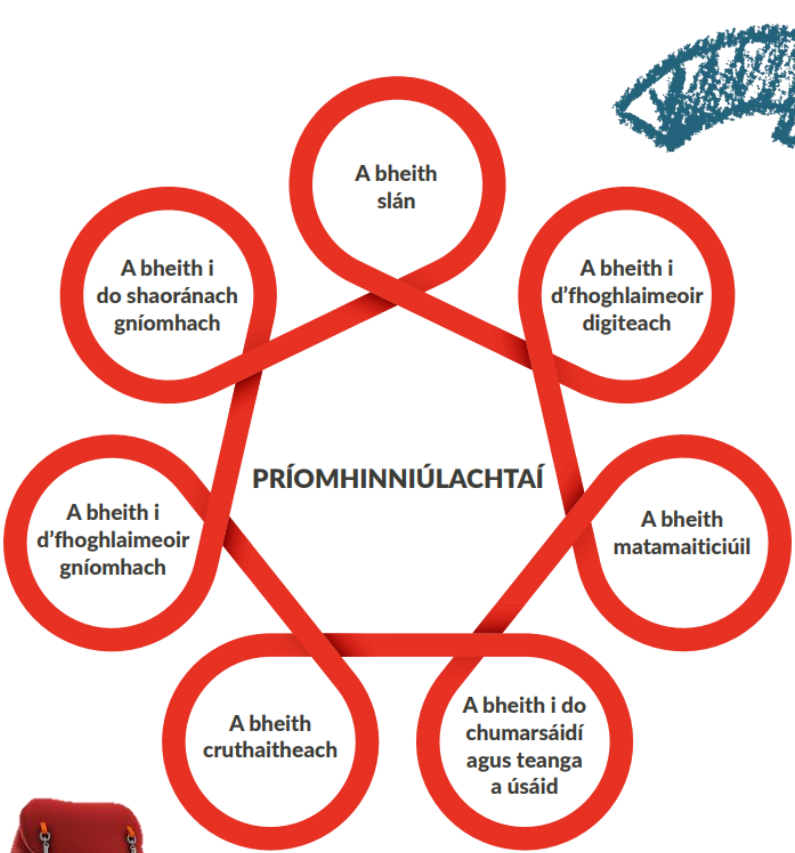 A bheith
slán
A bheith i
d'fhoghlaimeoir
digiteach
A bheith
matamaiticiúil
A bheith i do
chumarsáidí
agus teanga
a úsáid
A bheith
cruthaitheach
A bheith i
d'fhoghlaimeoir
gníomhach
A bheith i
do shaoránach
gníomhach
PRÍOMHINNIÚLACHTAÍ